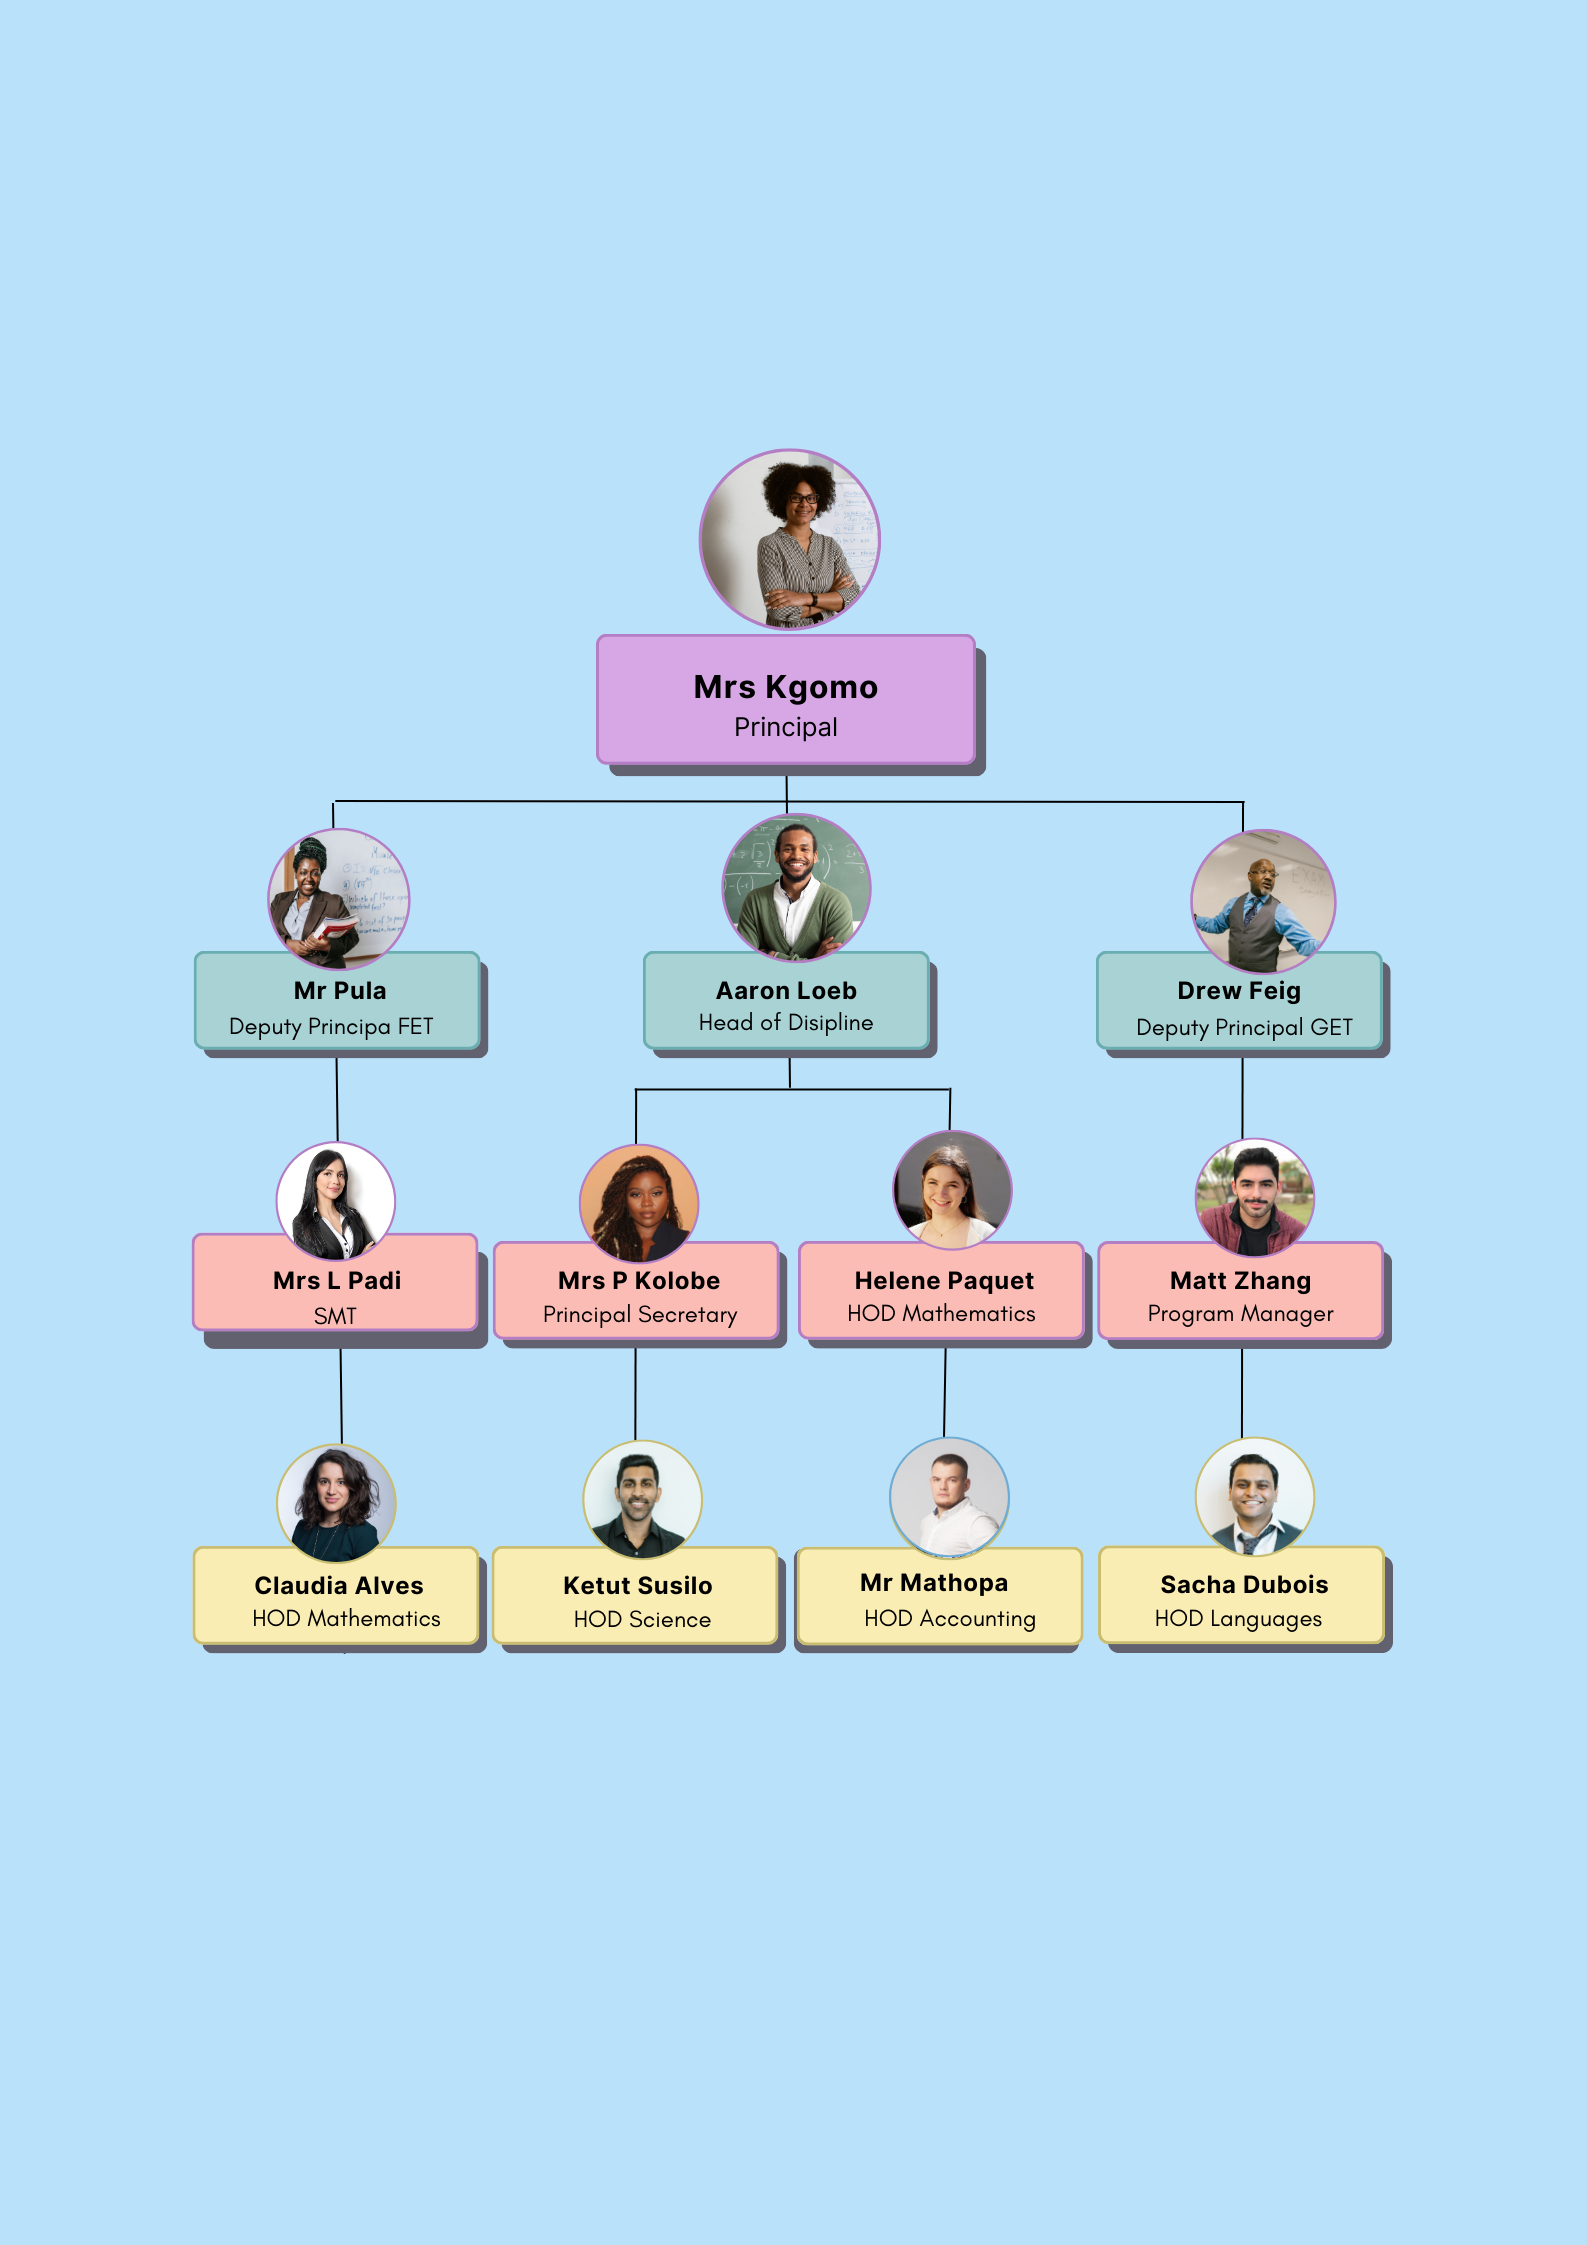 Mrs Kgomo
Principal
Mr Pula
Deputy Principa FET
Aaron Loeb
Head of Disipline
Drew Feig
Deputy Principal GET
Mrs L Padi
SMT
Mrs P Kolobe
Principal Secretary
Helene Paquet
HOD Mathematics
Matt Zhang
Program Manager
Claudia Alves
HOD Mathematics
Ketut Susilo
HOD Science
Mr Mathopa
HOD Accounting
Sacha Dubois
HOD Languages